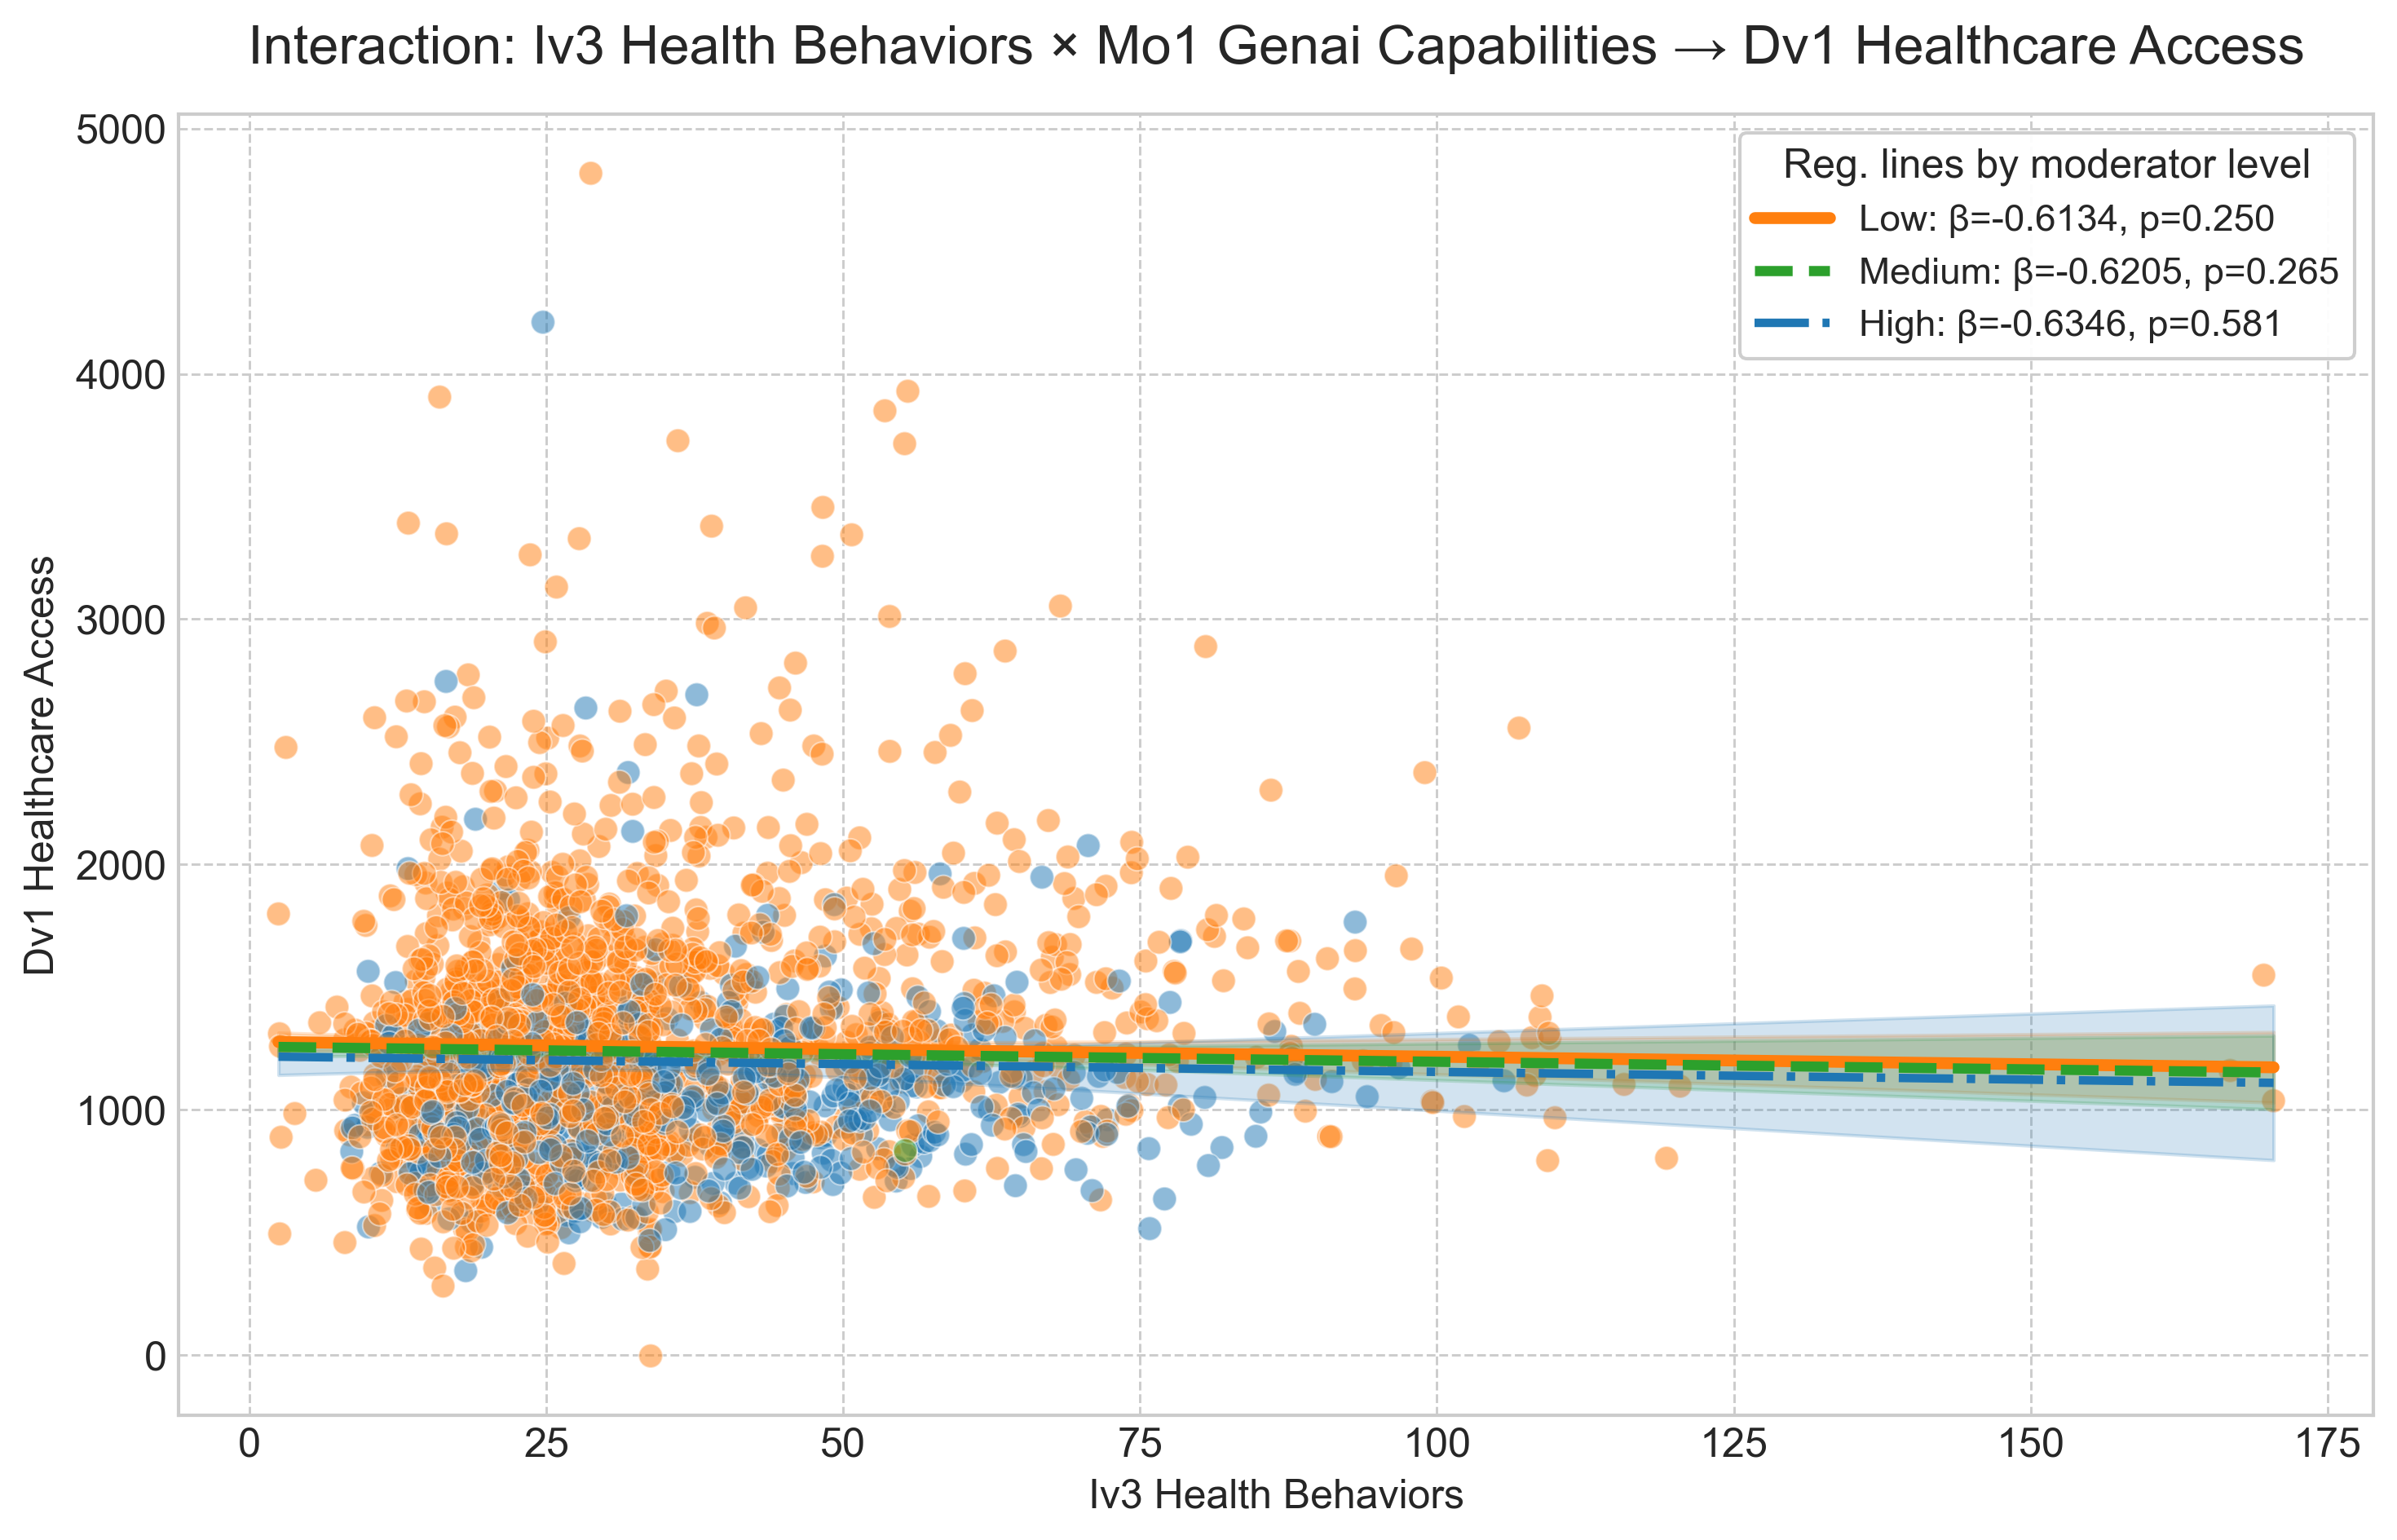 Interaction: Iv3 Health Behaviors × Mo1 Genai Capabilities → Dv1 Healthcare Access
Reg. lines by moderator level
Low: β=-0.6134, p=0.250
Medium: β=-0.6205, p=0.265
High: β=-0.6346, p=0.581
Dv1 Healthcare Access
5000
4000
3000
2000
1000
0
0 25 50 75 100 125 150 175
Iv3 Health Behaviors